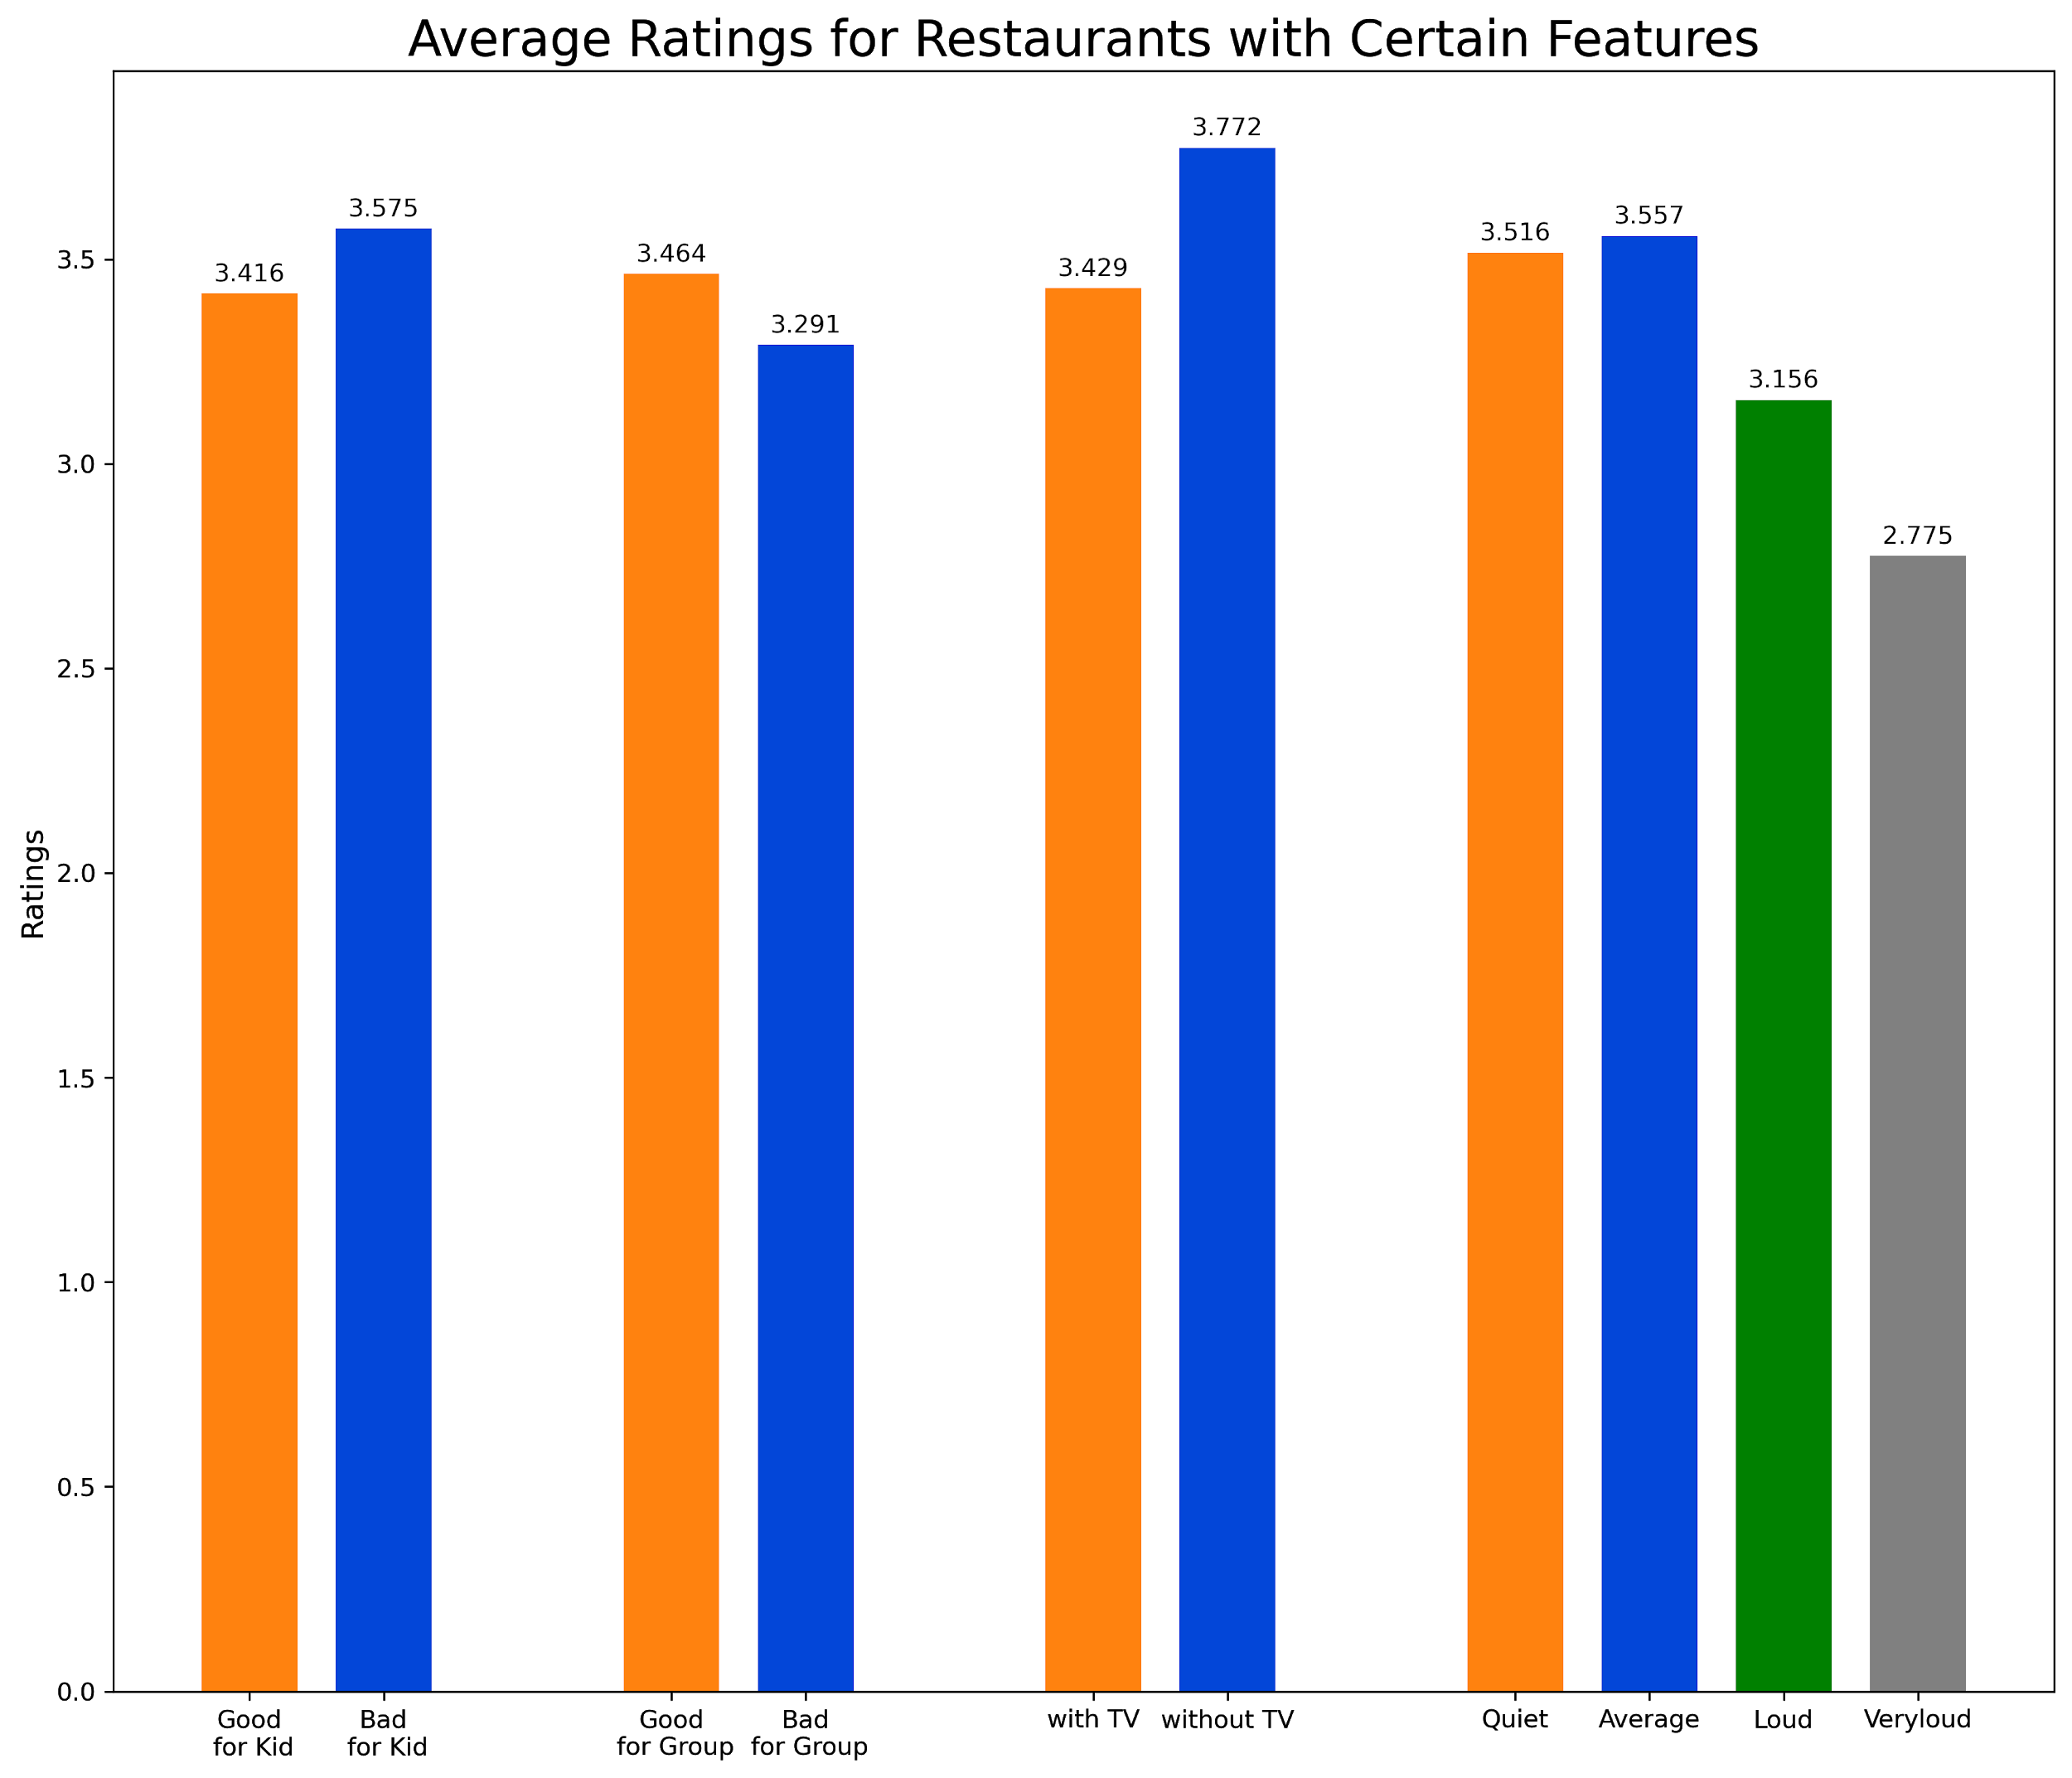 Average Ratings for Restaurants with Certain Features
Ratings
3.5
3.0
2.5
2.0
1.5
1.0
0.5
0.0
3.416
3.575
3.464
3.291
3.429
3.772
3.516
3.557
3.156
2.775
Good
for Kid
Bad
for Kid
Good
for Group
Bad
for Group
with TV
without TV
Quiet
Average
Loud
Veryloud